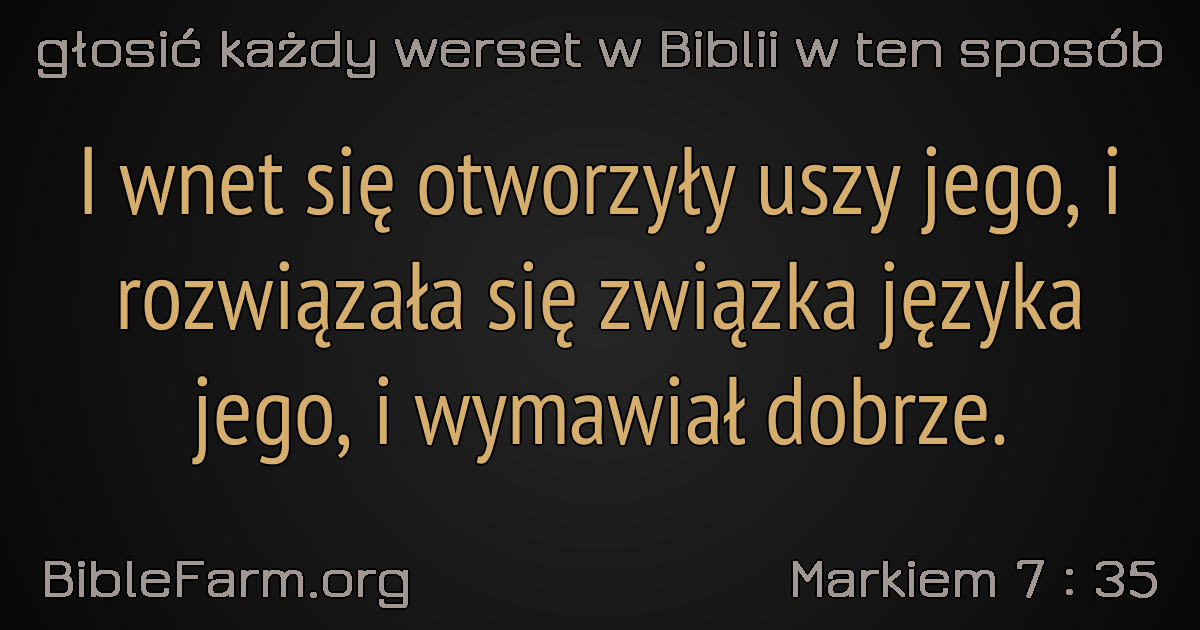 głosić każdy werset w Biblii w ten sposób
I wnet się otworzyły uszy jego, i
rozwiązała się związka języka
jego, i wymawiał dobrze.
BibleFarm.org
Markiem 7 : 35